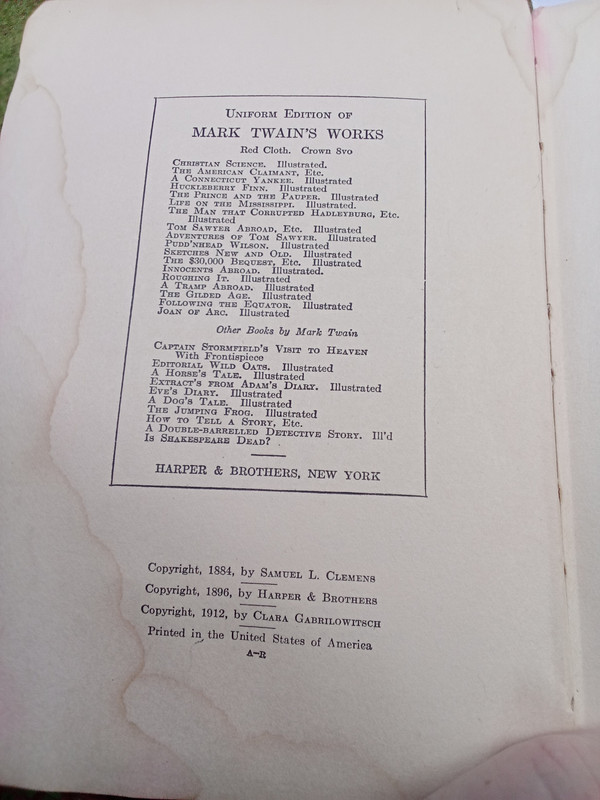 UNIFORM EDITION OF
MARK TWAIN'S WORKS
Red Cloth. Crown 8vo
CHRISTIAN SCIENCE. Illustrated.
THE AMERICAN CLAIMANT, ETC.
A CONNECTICUT YANKEE. Illustrated
HUCKLEBERRY FINN. Illustrated
THE PRINCE AND THE PAUPER. Illustrated
LIFE ON THE MISSISSIPPI. Illustrated.
THE MAN THAT CORRUPTED HADLEYBURG, ETC.
Illustrated
TOM SAWYER ABROAD, ETC. Illustrated
ADVENTURES OF TOM SAWYER. Illustrated
PUDD'NHEAD WILSON. Illustrated
SKETCHES NEW AND OLD. Illustrated
THE $30,000 BEQUEST, ETC. Illustrated
INNOCENTS ABROAD. Illustrated.
ROUGHING IT. Illustrated
A TRAMP ABROAD. Illustrated
THE GILDED AGE. Illustrated
FOLLOWING THE EQUATOR. Illustrated
JOAN OF ARC. Illustrated
Other Books by Mark Twain
CAPTAIN STORMFIELD'S VISIT TO HEAVEN
With Frontispiece
EDITORIAL WILD OATS. Illustrated
A HORSE'S TALE. Illustrated
EXTRACT'S FROM ADAM'S DIARY. Illustrated
EVE'S DIARY. Illustrated
A DOG'S TALE. Illustrated
THE JUMPING FROG. Illustrated
HOW TO TELL A STORY, ETC.
A DOUBLE-BARRELLED DETECTIVE STORY. Ill'd
IS SHAKESPEARE DEAD?
HARPER & BROTHERS, NEW YORK
Copyright, 1884, by SAMUEL L. CLEMENS
Copyright, 1896, by HARPER & BROTHERS
Copyright, 1912, by CLARA GABRILOWITSCH
Printed in the United States of America
A-R